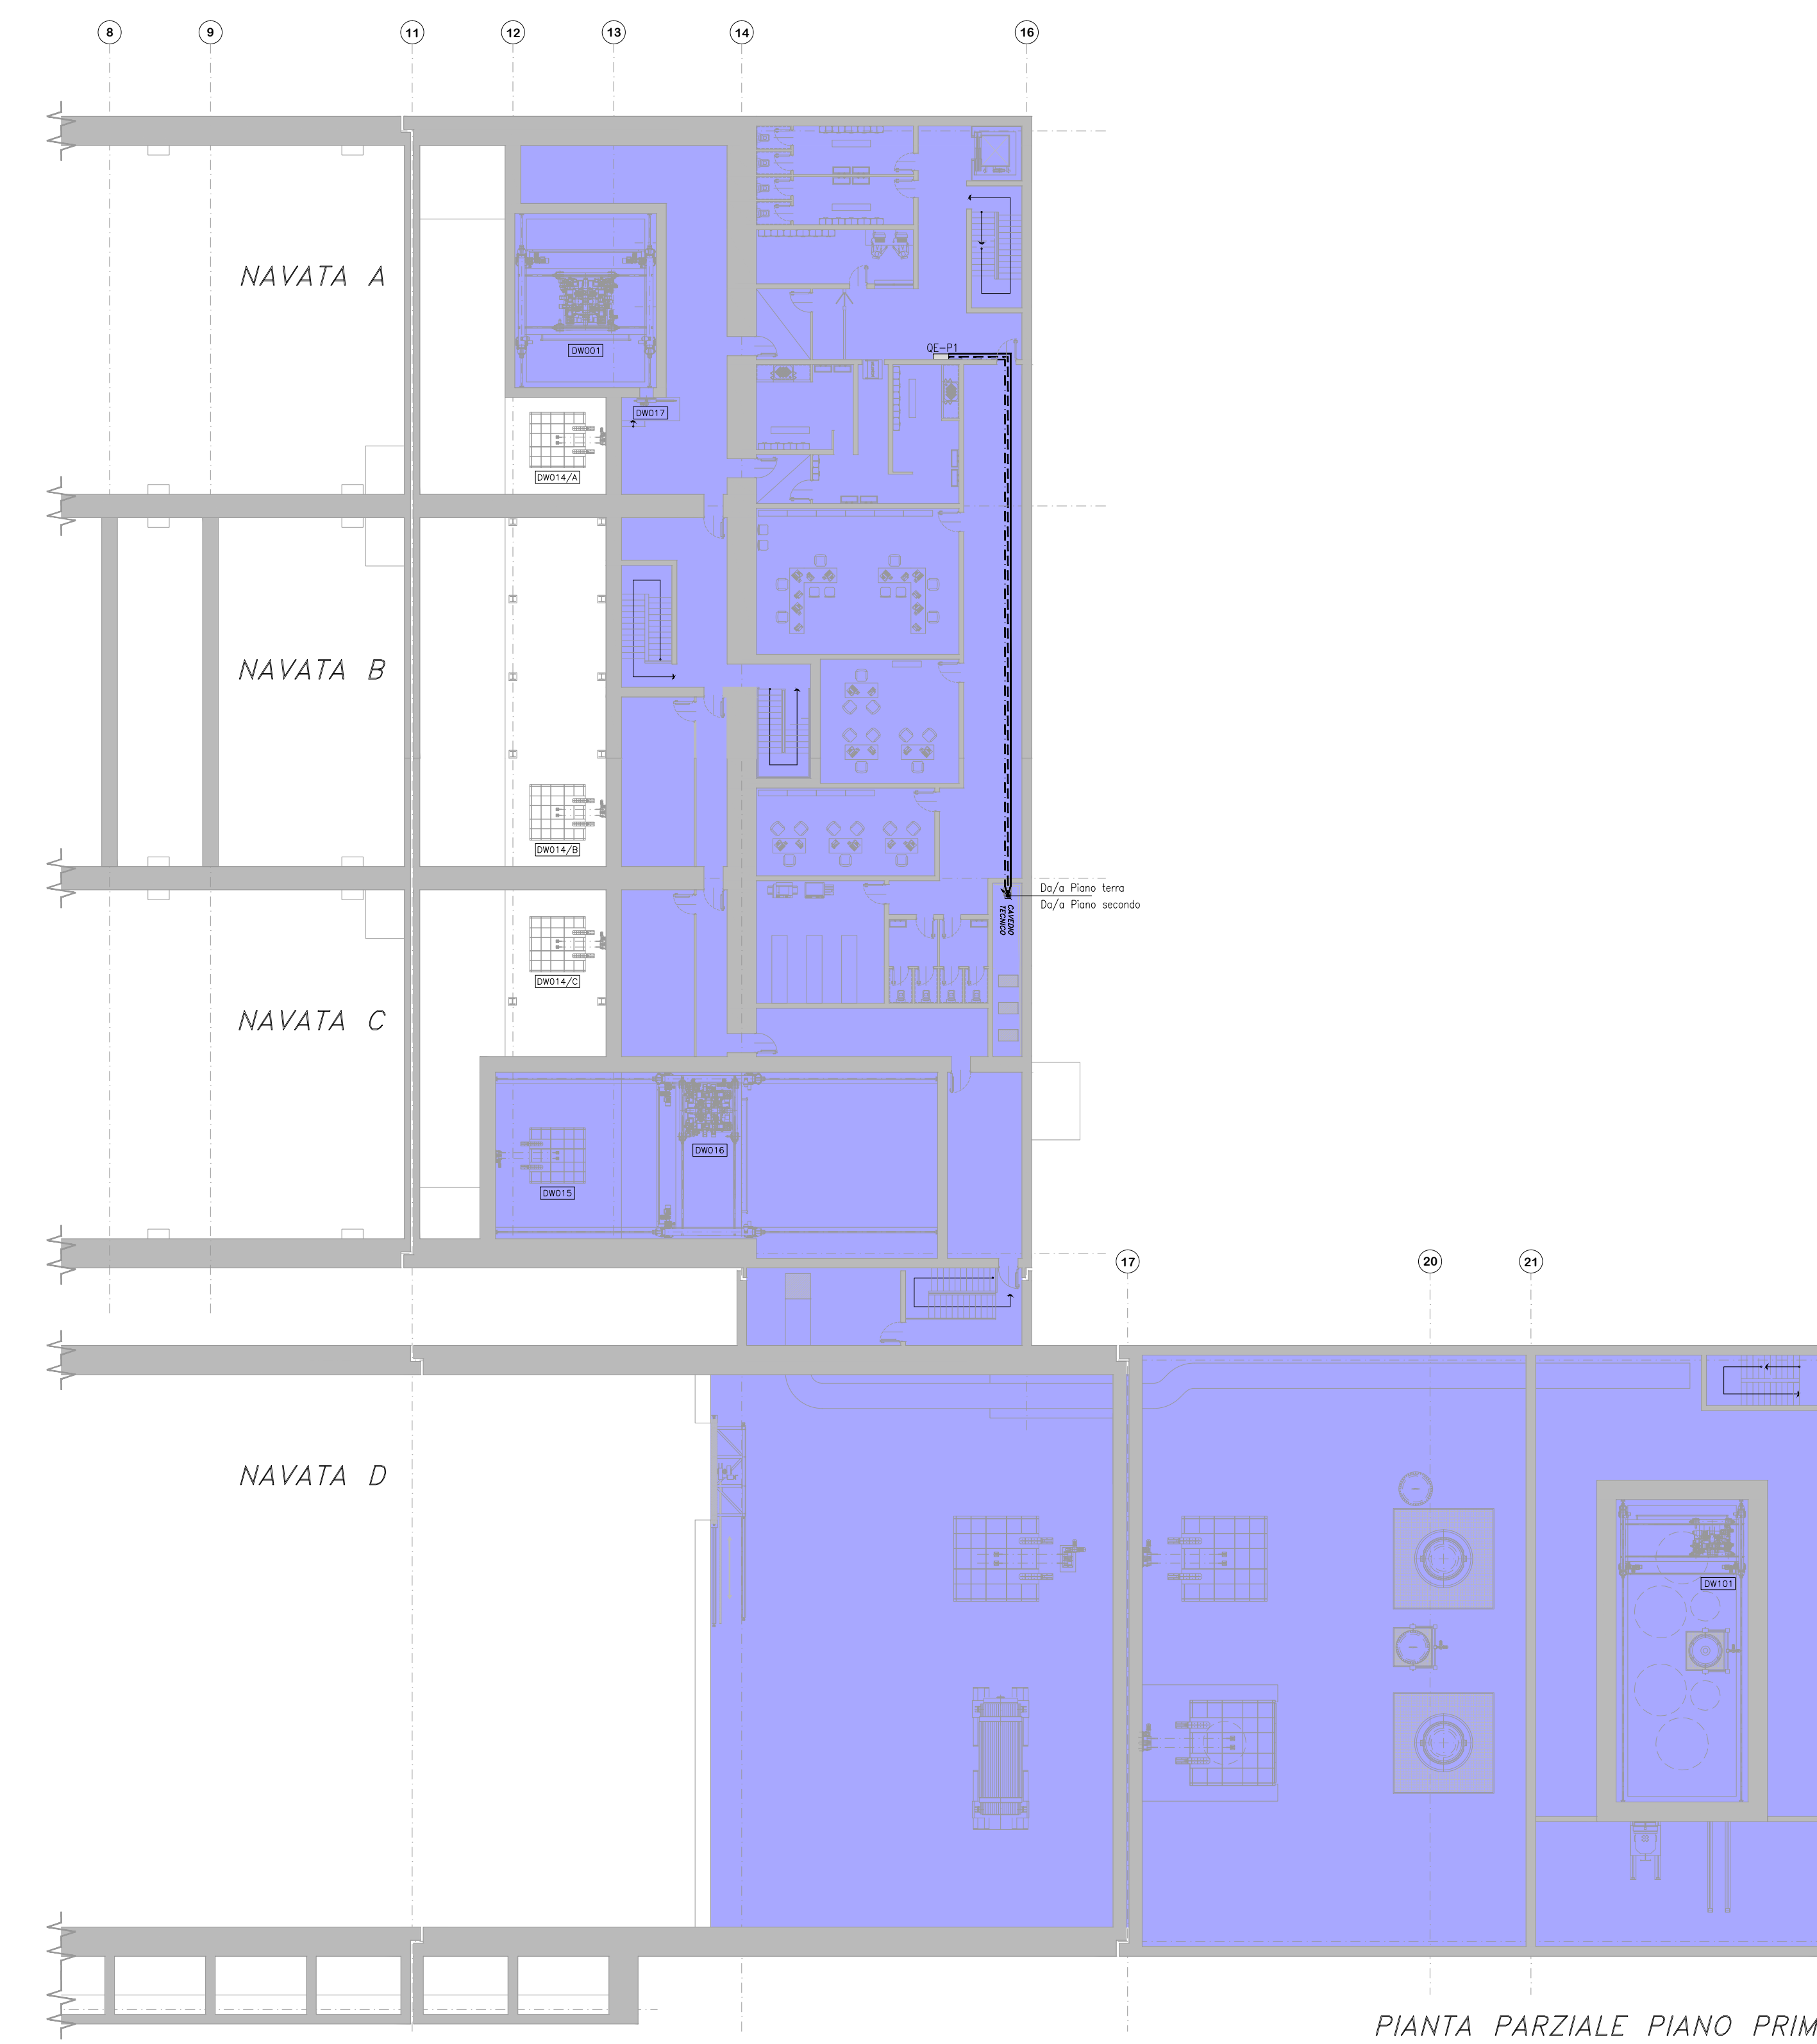 8
9
11
12
13
14
16
NAVATA A
DW001
QE-P1
DW017
DW014/A
NAVATA B
DW014/B
Da/a Piano terra
Da/a Piano secondo
CAVEDIO
TECNICO
DW014/C
NAVATA C
DW016
DW015
17
20
21
NAVATA D
DW101
PIANTA PARZIALE PIANO PRIM